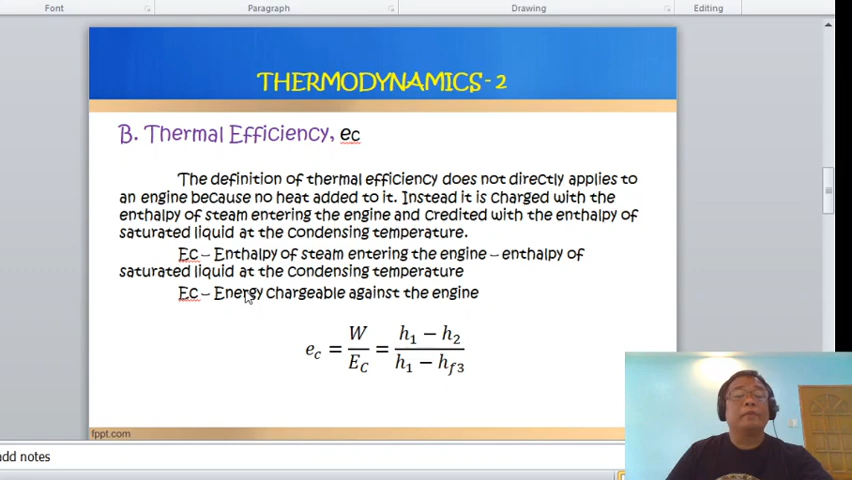 Font
Paragraph
Drawing
Editing
THERMODYNAMICS-2
B. Thermal Efficiency, ec
The definition of thermal efficiency does not directly applies to
an engine because no heat added to it. Instead it is charged with the
enthalpy of steam entering the engine and credited with the enthalpy of
saturated liquid at the condensing temperature.
Ec – Enthalpy of steam entering the engine – enthalpy of
saturated liquid at the condensing temperature
Ec – Energy chargeable against the engine
e_c = W/E_C = (h_1 − h_2)/(h_1 − h_f3)
fppt.com
add notes